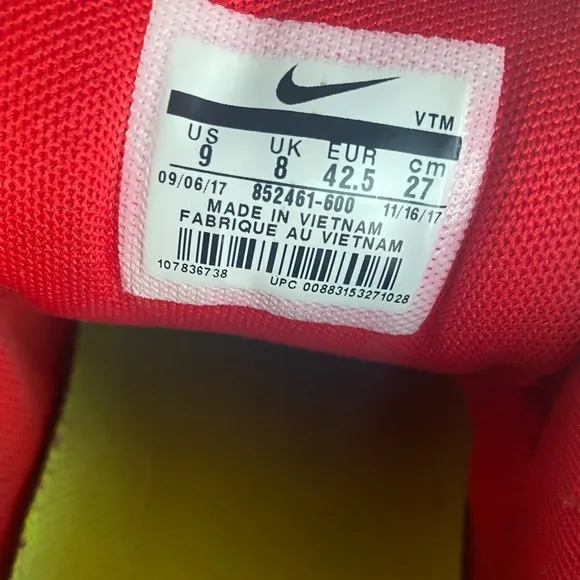 VTM
US UK EUR cm
9 8 42.5 27
09/06/17 852461-600 11/16/17
MADE IN VIETNAM
FABRIQUE AU VIETNAM
107836738 UPC 00883153271028